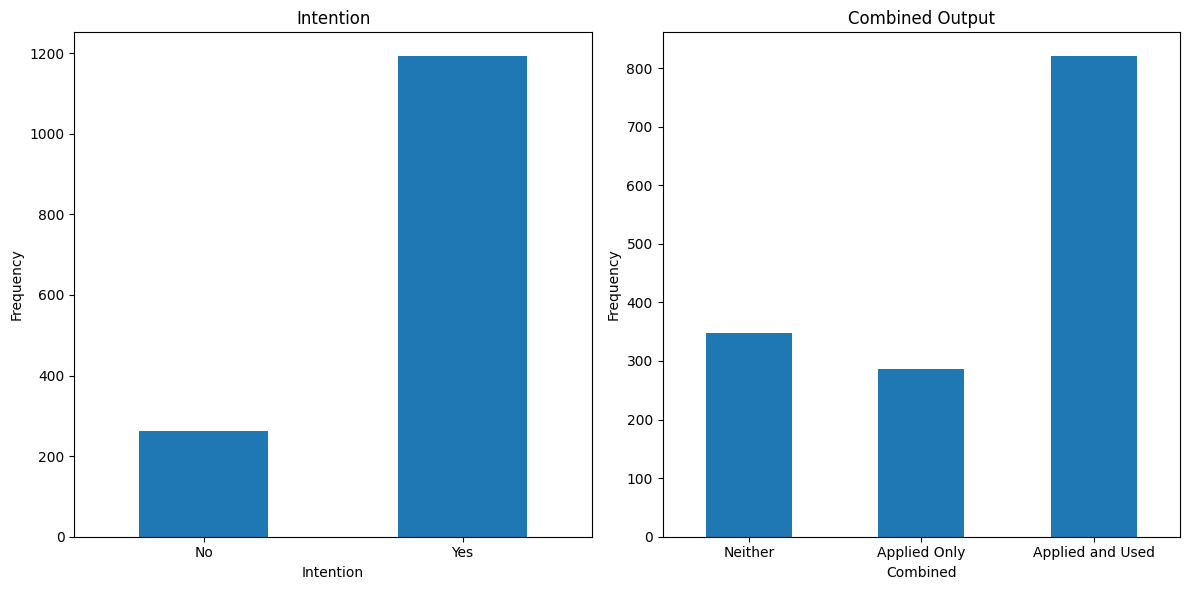 Intention
1200
1000
800
600
400
200
0
Frequency
No Yes
Intention
Combined Output
800
700
600
500
400
300
200
100
0
Frequency
Neither Applied Only Applied and Used
Combined